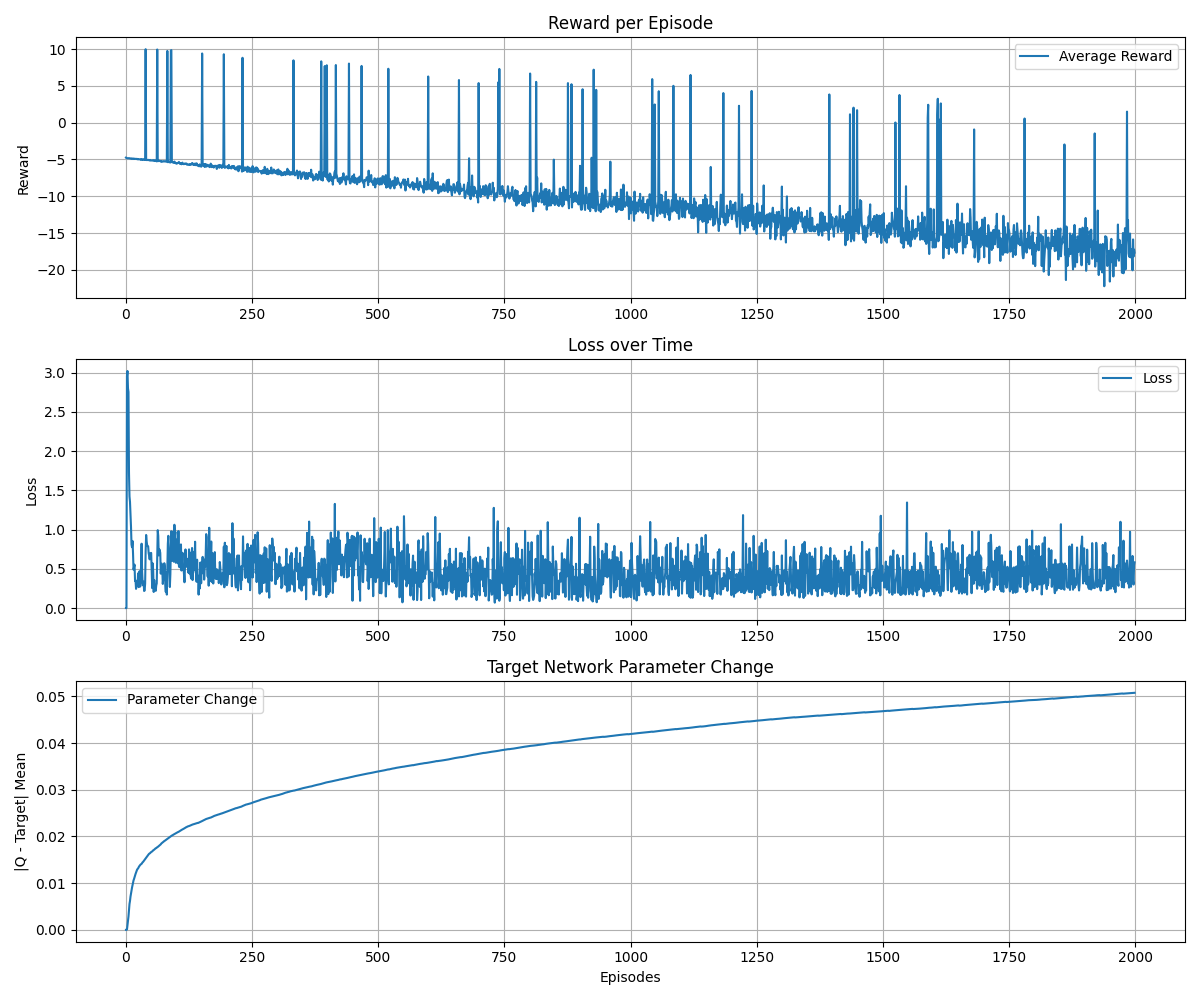 Reward per Episode
Average Reward
Reward
10
5
0
−5
−10
−15
−20
0 250 500 750 1000 1250 1500 1750 2000
Loss over Time
Loss
Loss
3.0
2.5
2.0
1.5
1.0
0.5
0.0
0 250 500 750 1000 1250 1500 1750 2000
Target Network Parameter Change
Parameter Change
|Q - Target| Mean
0.05
0.04
0.03
0.02
0.01
0.00
0 250 500 750 1000 1250 1500 1750 2000
Episodes